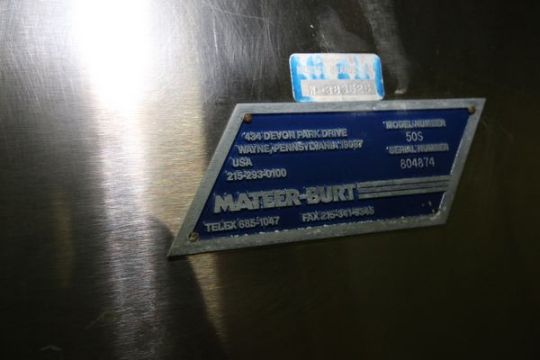 434 DEVON PARK DRIVE
WAYNE, PENNSYLVANIA 19087
USA
215-293-0100
MODEL NUMBER
50S
SERIAL NUMBER
804874
MATEER-BURT
TELEX 685-1047